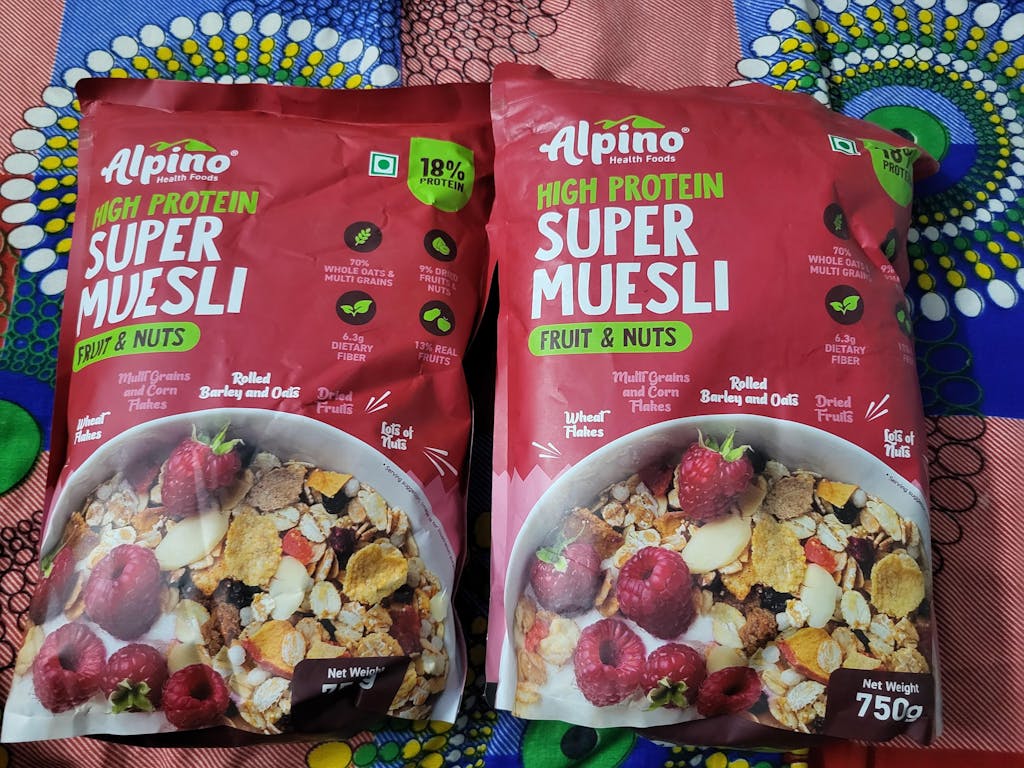 Alpino®
Health Foods
18%
PROTEIN
HIGH PROTEIN
SUPER
MUESLI
FRUIT & NUTS
70%
WHOLE OATS &
MULTI GRAINS
9% DRIED
FRUITS &
NUTS
6.3g
DIETARY
FIBER
13% REAL
FRUITS
Multi Grains
and Corn
Flakes
Rolled
Barley and Oats
Dried
Fruits
Wheat
Flakes
Lots of
Nuts
Net Weight
Alpino®
Health Foods
18%
PROTEIN
HIGH PROTEIN
SUPER
MUESLI
FRUIT & NUTS
70%
WHOLE OATS &
MULTI GRAINS
9%
6.3g
DIETARY
FIBER
Multi Grains
and Corn
Flakes
Rolled
Barley and Oats
Dried
Fruits
Wheat
Flakes
Lots of
Nuts
Net Weight
750g